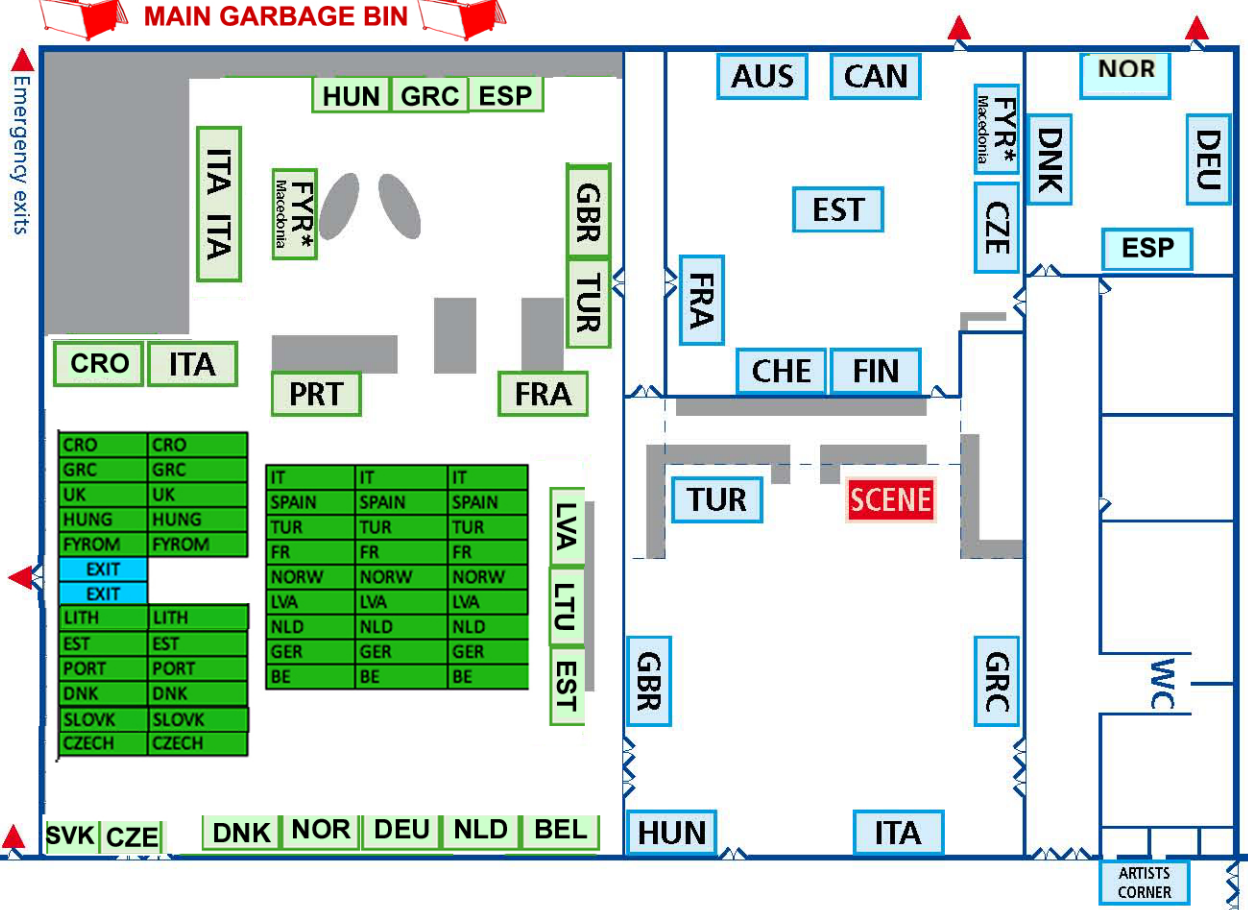 MAIN GARBAGE BIN
Emergency exits
HUN GRC ESP
ITA ITA
FYR*
Macedonia
GBR
TUR
CRO ITA
PRT
FRA
AUS CAN
FYR*
Macedonia
NOR
DNK
DEU
EST
CZE
ESP
FRA
CHE FIN
CRO CRO
GRC GRC
UK UK
HUNG HUNG
FYROM FYROM
EXIT
EXIT
LITH LITH
EST EST
PORT PORT
DNK DNK
SLOVK SLOVK
CZECH CZECH
IT IT IT
SPAIN SPAIN SPAIN
TUR TUR TUR
FR FR FR
NORW NORW NORW
LVA LVA LVA
NLD NLD NLD
GER GER GER
BE BE BE
LVA
LTU
EST
TUR
SCENE
GBR
GRC
WC
SVK CZE DNK NOR DEU NLD BEL
HUN
ITA
ARTISTS
CORNER